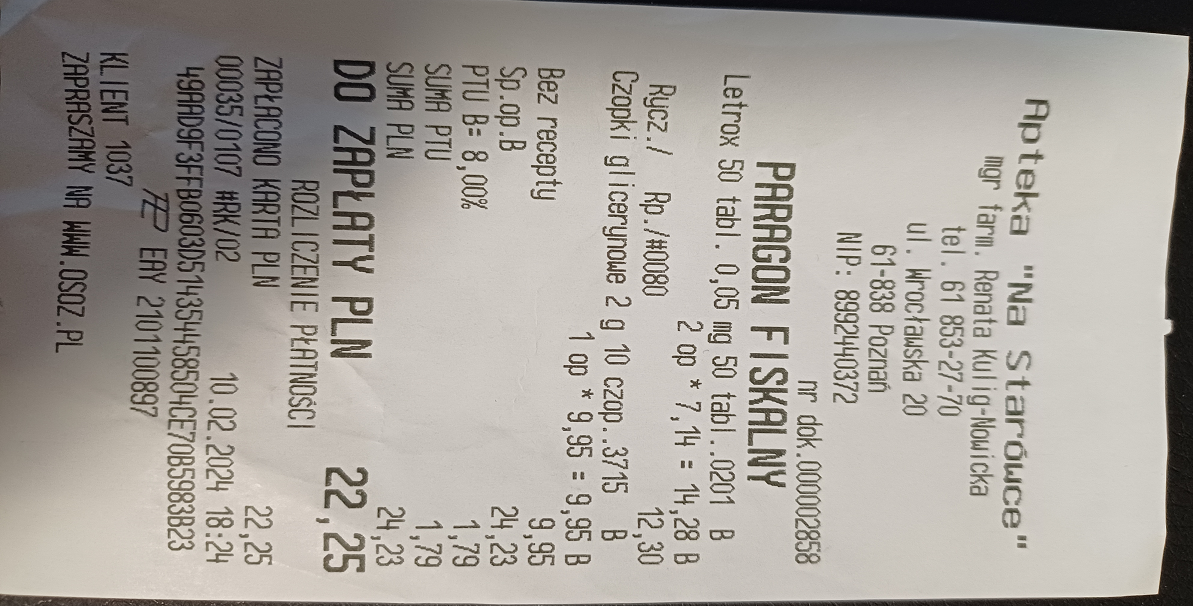 Apteka "Na Starówce"
mgr farm. Renata Kulig-Nowicka
tel. 61 853-27-70
ul. Wrocławska 20
61-838 Poznań
NIP: 8992440372
nr dok.000002858
PARAGON FISKALNY
Letrox 50 tabl. 0,05 mg 50 tabl..0201 B
2 op * 7,14 = 14,28 B
Rycz./ Rp./#0080 12,30
Czopki glicerynowe 2 g 10 czop..3715 B
1 op * 9,95 = 9,95 B
Bez recepty 9,95
Sp.op.B 24,23
PTU B= 8,00% 1,79
SUMA PTU 1,79
SUMA PLN 24,23
DO ZAPŁATY PLN 22,25
ROZLICZENIE PŁATNOŚCI
ZAPŁACONO KARTA PLN 22,25
00035/0107 #RK/02 10.02.2024 18:24
49AAD9F3FFB0603D51435445B504CE70B5983B23
EAY 2101100897
KLIENT 1037
ZAPRASZAMY NA WWW.OSOZ.PL